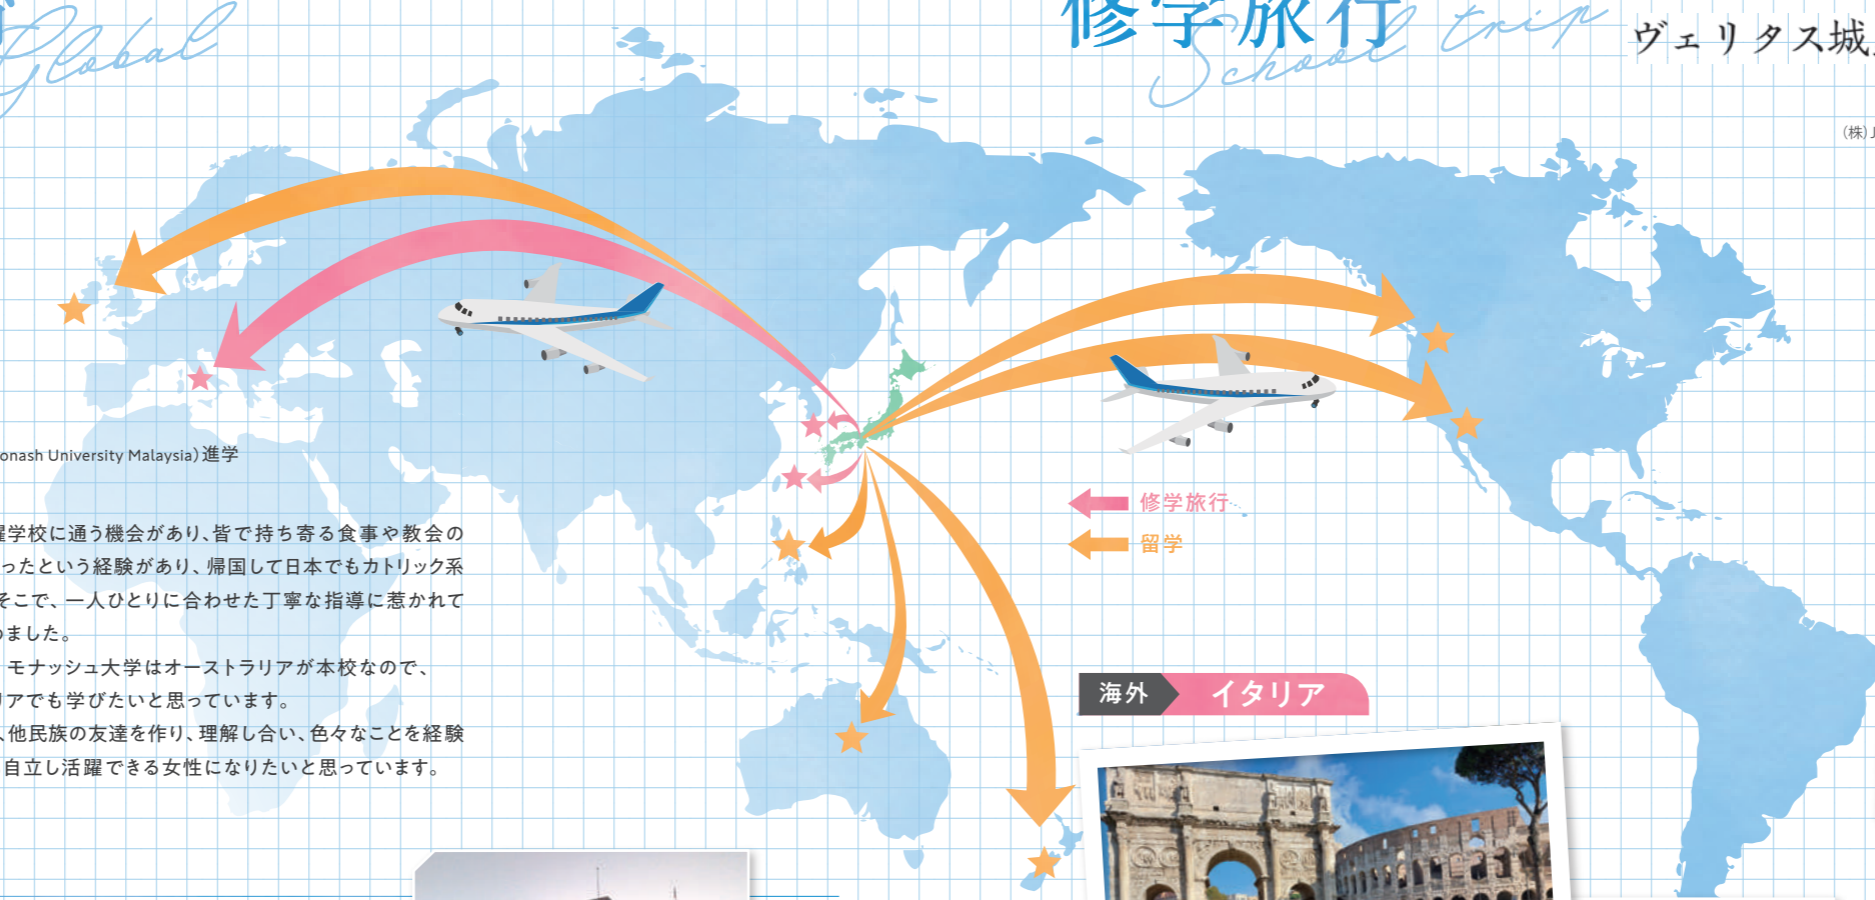 Global
修学旅行
School trip
ヴェリタス城
（株）J
onash University Malaysia）進学
曜学校に通う機会があり、皆で持ち寄る食事や教会の
ったという経験があり、帰国して日本でもカトリック系
そこで、一人ひとりに合わせた丁寧な指導に惹かれて
ました。
モナッシュ大学はオーストラリアが本校なので、
リアでも学びたいと思っています。
、他民族の友達を作り、理解し合い、色々なことを経験
自立し活躍できる女性になりたいと思っています。
修学旅行
留学
海外 イタリア